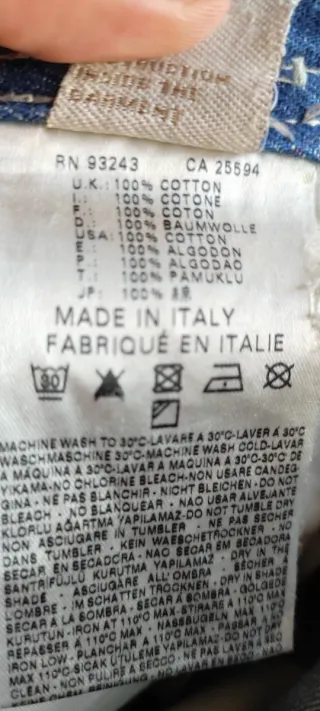 INSIDE THE
GARMENT
RN 93243 CA 25594
U.K.: 100% COTTON
I.: 100% COTONE
F.: 100% COTON
D.: 100% BAUMWOLLE
USA: 100% COTTON
E.: 100% ALGODON
P.: 100% ALGODAO
T.: 100% PAMUKLU
JP: 100%
MADE IN ITALY
FABRIQUÉ EN ITALIE
MACHINE WASH TO 30°C-LAVARE A 30°C-LAVER A 30°C
WASCHMASCHINE 30°C-MACHINE WASH COLD-LAVAR
A MAQUINA A 30°C-LAVAR A MAQUINA A 30°C-30°C' DE
YIKAMA-NO CHLORINE BLEACH-NON USARE CANDEG-
GINA - NE PAS BLANCHIR - NICHT BLEICHEN - DO NOT
BLEACH - NO BLANQUEAR - NAO USAR ALVEJANTE
KLORLU AGARTMA YAPILAMAZ-DO NOT TUMBLE DRY
NON ASCIUGARE IN TUMBLER - NE PAS SECHER
DANS TUMBLER - KEIN WAESCHETROCKNER - NO
SECAR EN SECADORA - NAO SECAR EM SECADORA
SANTRIFUJLU KURUTMA YAPILAMAZ - DRY IN THE
SHADE - ASCIUGARE ALL'OMBRA - SÉCHER A
L'OMBRE - IM SCHATTEN TROCKNEN - DRY IN SHADE
SECAR A LA SOMBRA - SECAR A SOMBRA - GOLGEDE
KURUTUN - IRON AT 110°C MAX - STIRARE A 110°C MAX
REPASSER A 110°C MAX - NASSBUGELN MAX 110°C
IRON LOW - PLANCHAR A 110°C MAX - PASSAR A 110°C
MAX 110°C-SICAK UTULEME YAPILAMAZ - DO NOT DRY
CLEAN - NON PULIRE A SECCO - NE PAS LAVER A SEC